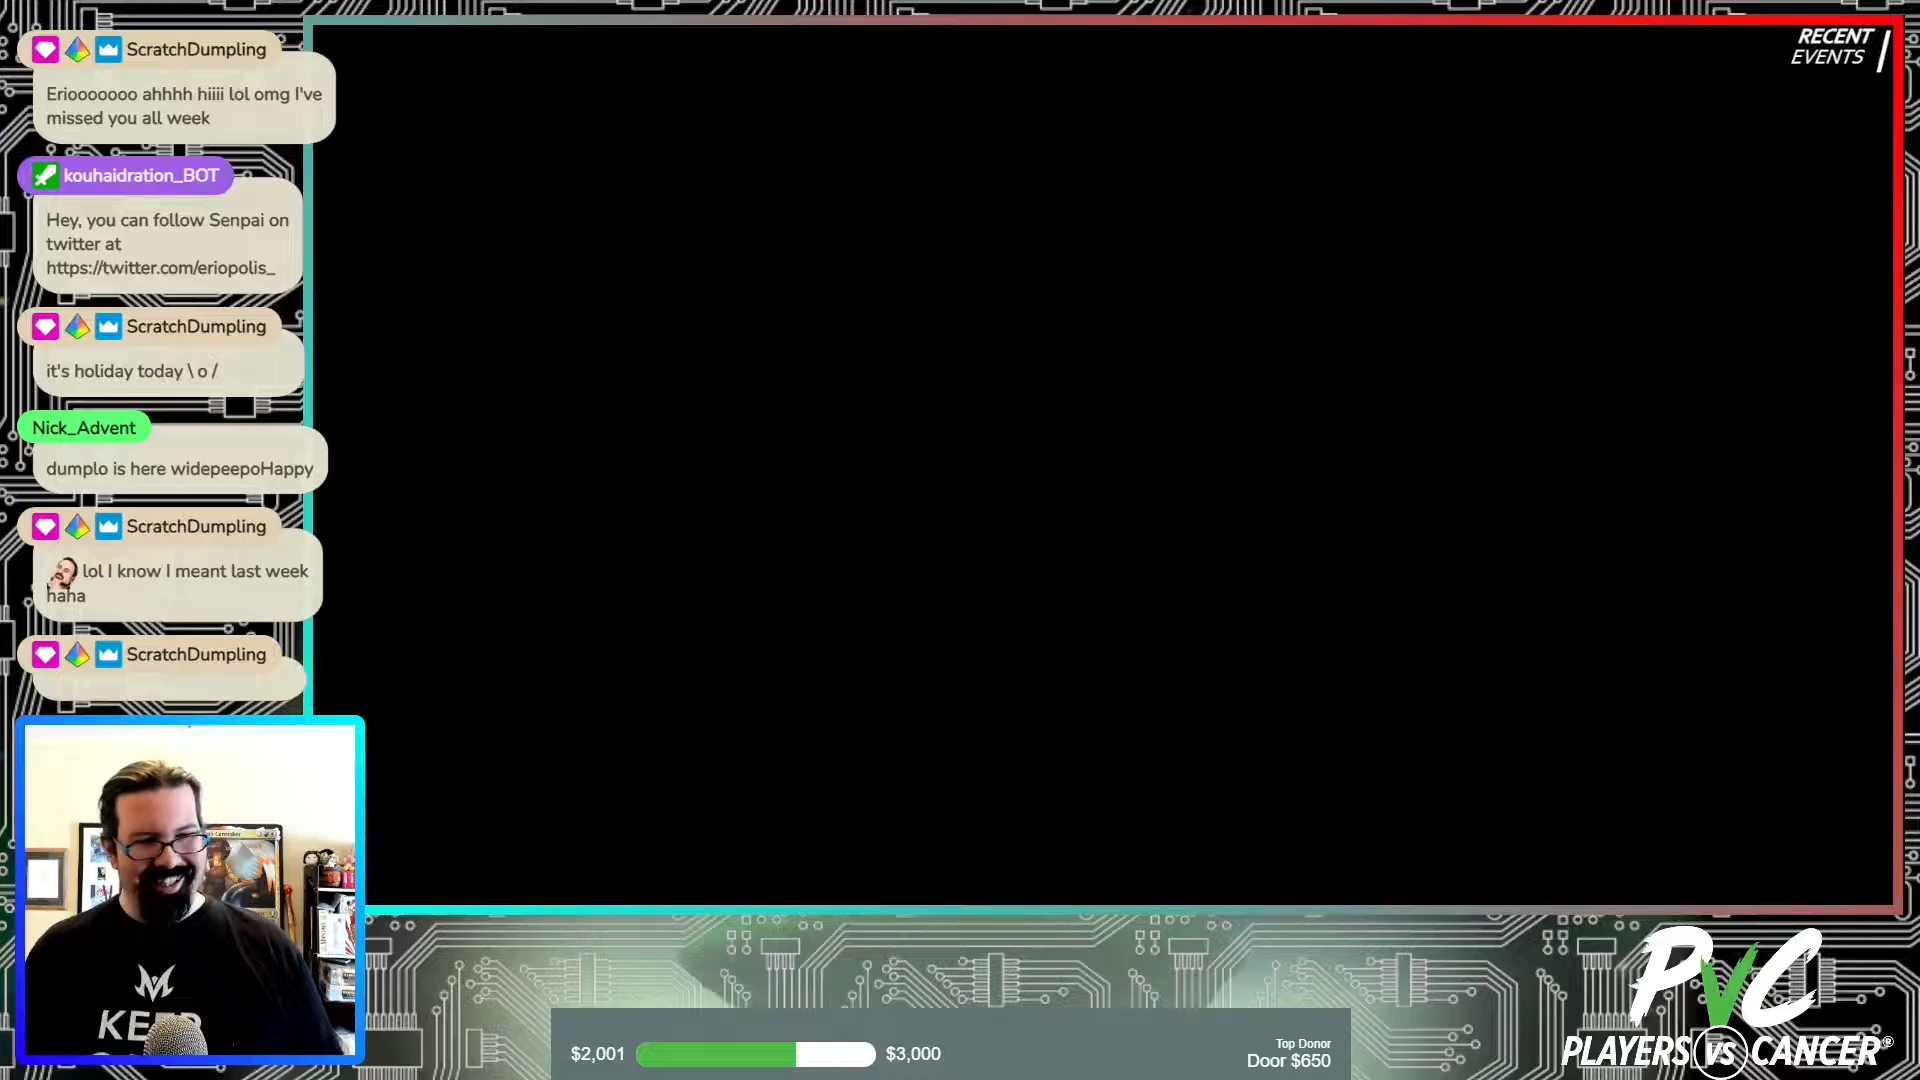 ScratchDumpling
Eriooooooo ahhhh hiiii lol omg I've
missed you all week
kouhaidration_BOT
Hey, you can follow Senpai on
twitter at
https://twitter.com/eriopolis_
ScratchDumpling
it's holiday today \ o /
Nick_Advent
dumplo is here widepeepoHappy
ScratchDumpling
lol I know I meant last week
haha
ScratchDumpling
RECENT
EVENTS
KEEP
$2,001
$3,000
Top Donor
Door $650
PVC
PLAYERS VS CANCER®